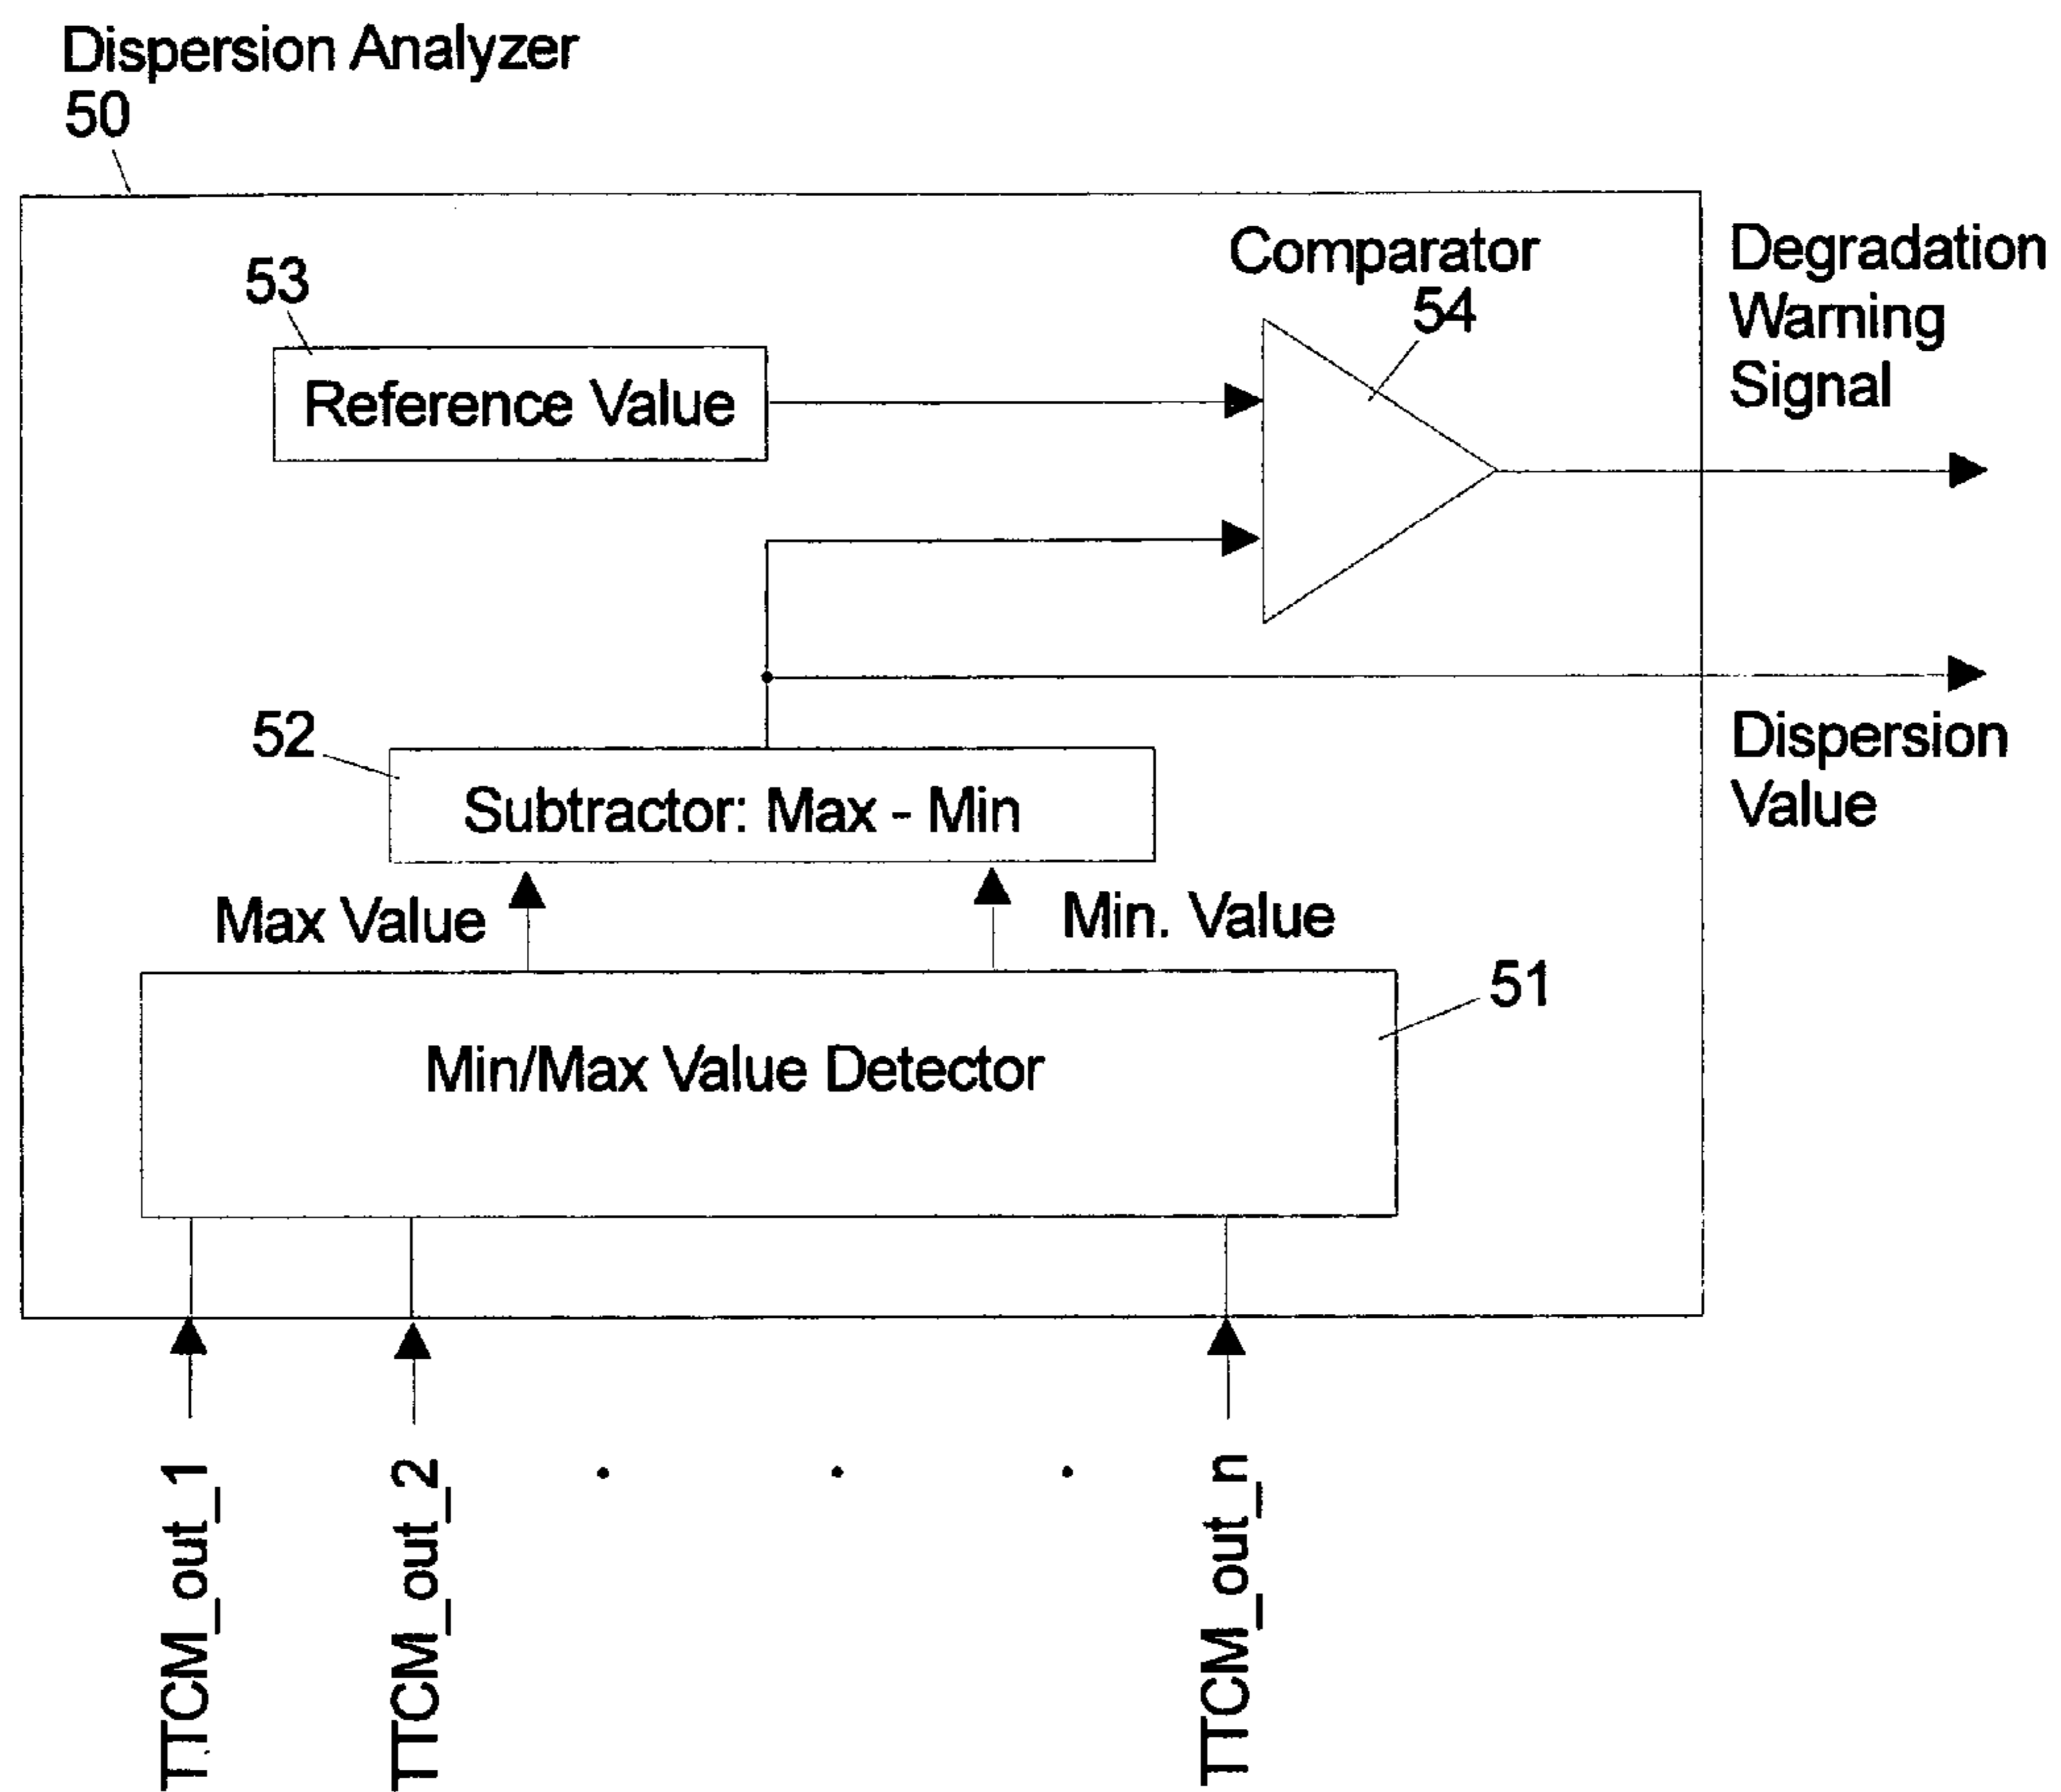 Dispersion Analyzer
50
53
Reference Value
Comparator
54
Degradation
Warning
Signal
52
Subtractor: Max - Min
Dispersion
Value
Max Value
Min. Value
51
Min/Max Value Detector
TTCM_out_1
TTCM_out_2
. . .
TTCM_out_n